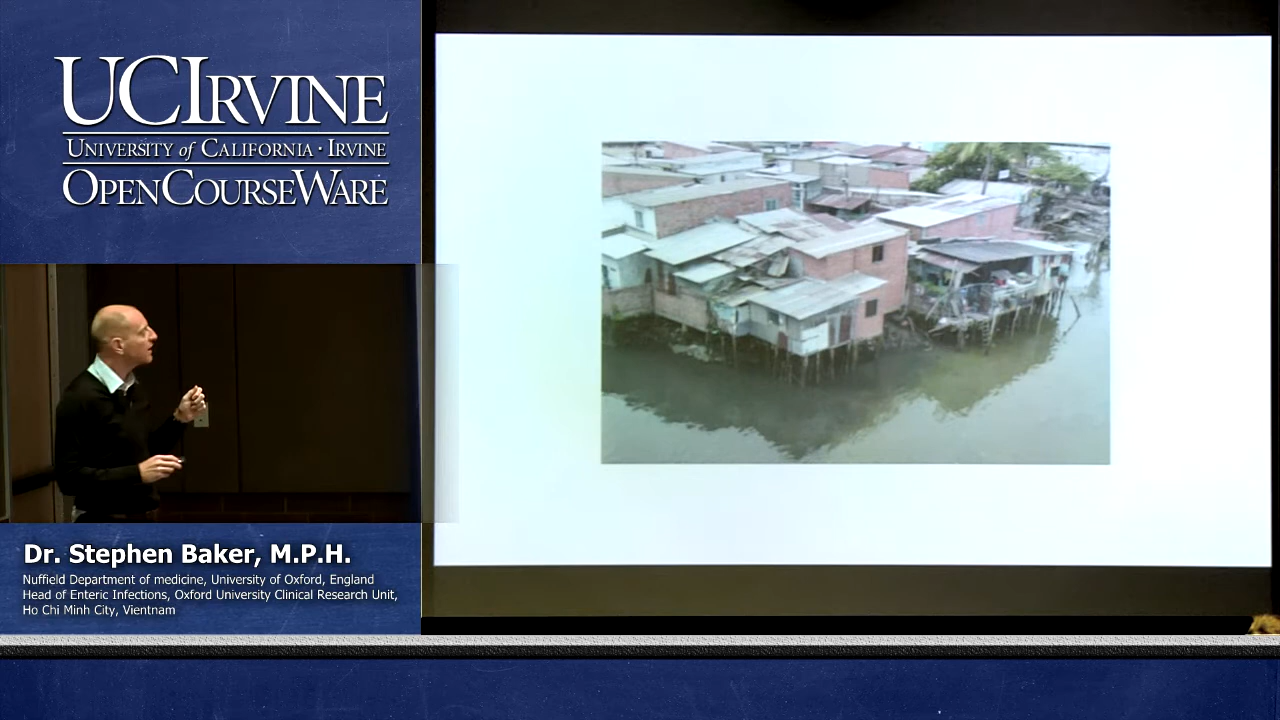 UCIRVINE
UNIVERSITY of CALIFORNIA · IRVINE
OPENCOURSEWARE
Dr. Stephen Baker, M.P.H.
Nuffield Department of medicine, University of Oxford, England
Head of Enteric Infections, Oxford University Clinical Research Unit,
Ho Chi Minh City, Vientnam